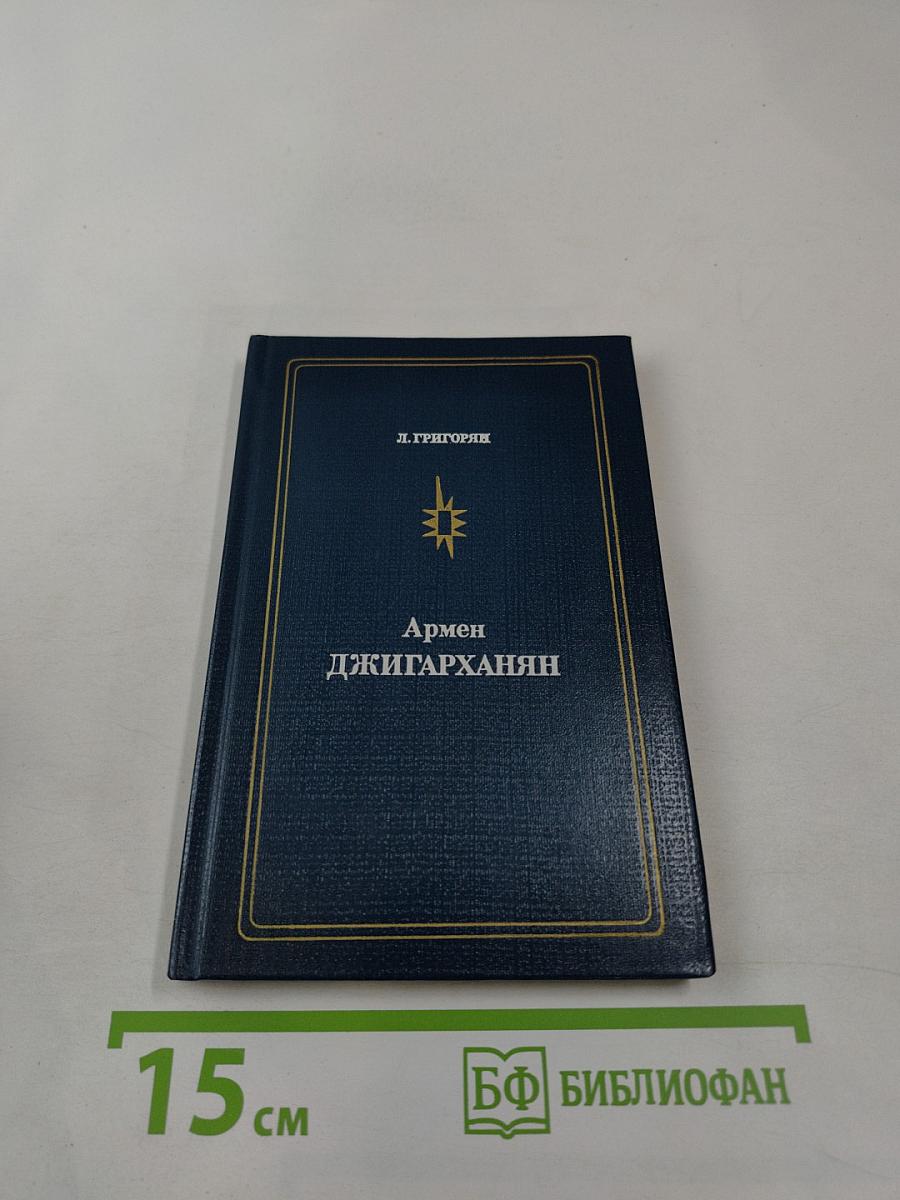 Л. ГРИГОРЯН
Армен
ДЖИГАРХАНЯН
15 см
БФ БИБЛИОФАН